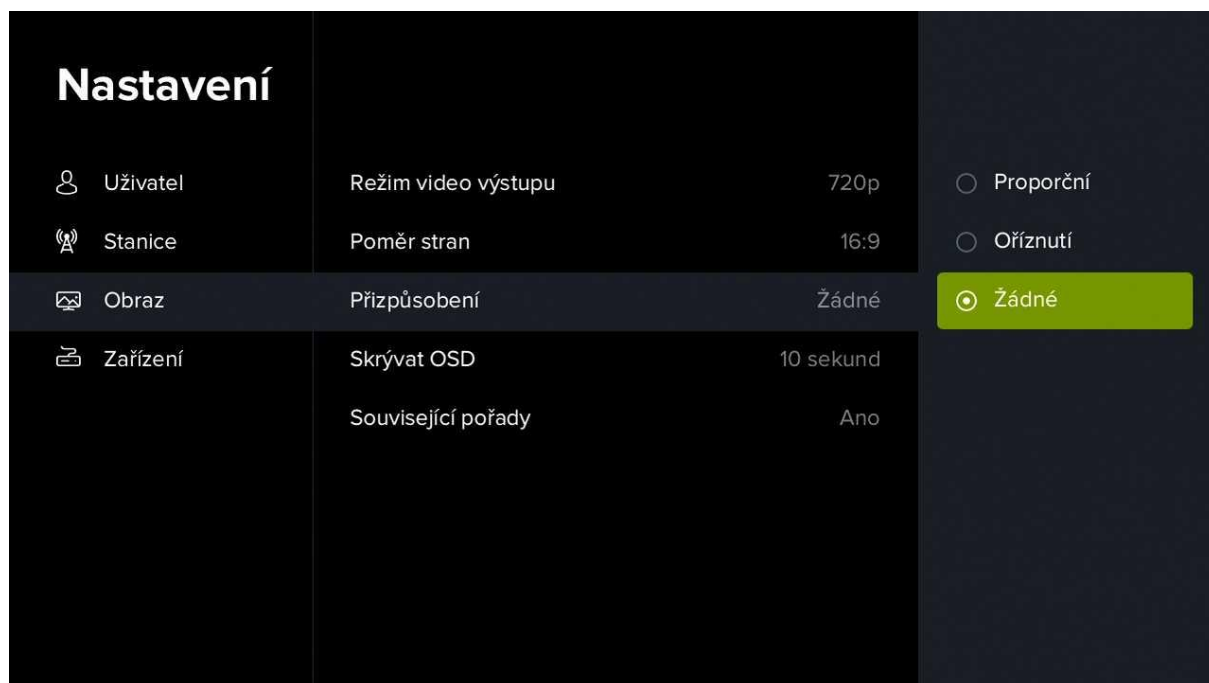 Nastavení
Uživatel
Stanice
Obraz
Zařízení
Režim video výstupu 720p
Poměr stran 16:9
Přizpůsobení Žádné
Skrývat OSD 10 sekund
Související pořady Ano
Proporční
Oříznutí
Žádné